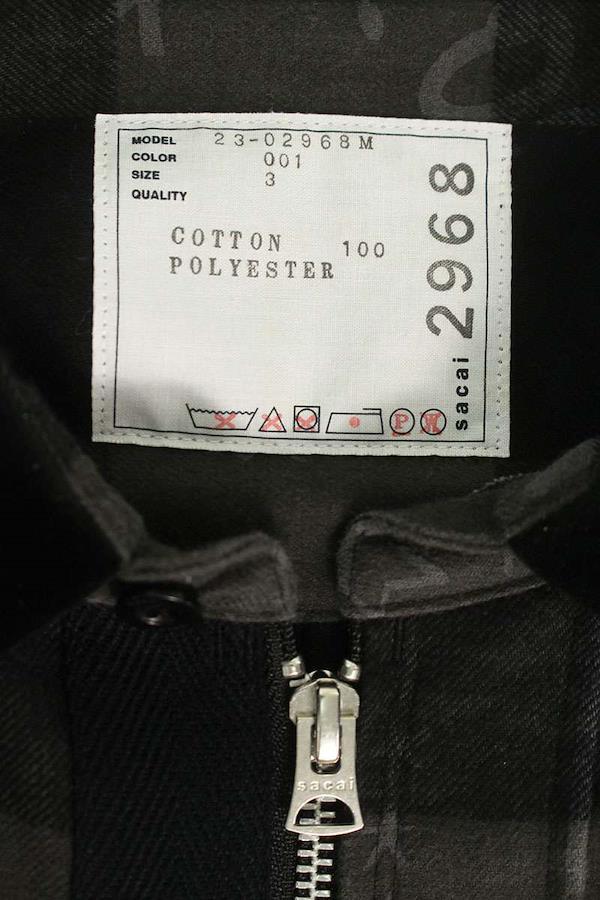 MODEL 23-02968M
COLOR 001
SIZE 3
QUALITY
COTTON 100
POLYESTER
sacai 2968
P W
sacai